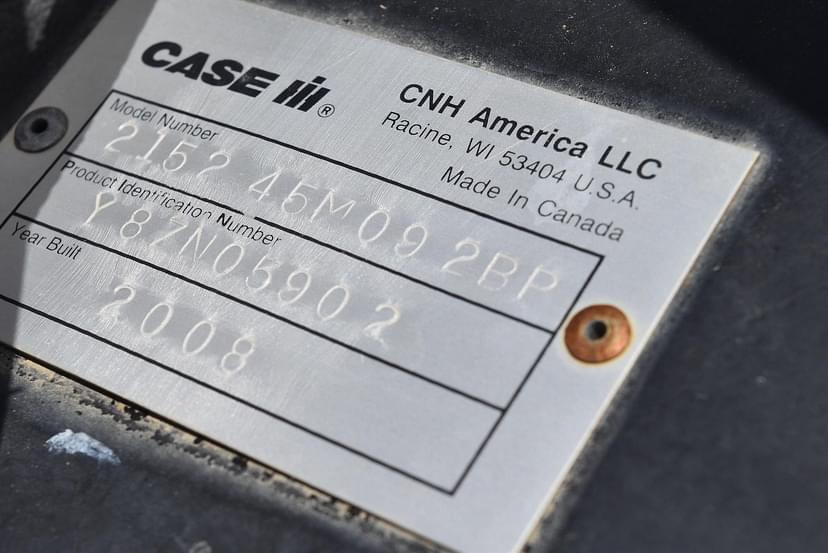 CASE IH®
CNH America LLC
Racine, WI 53404 U.S.A.
Made In Canada
Model Number
2152 45M09 2BP
Product Identification Number
Y8ZN05902
Year Built
2008